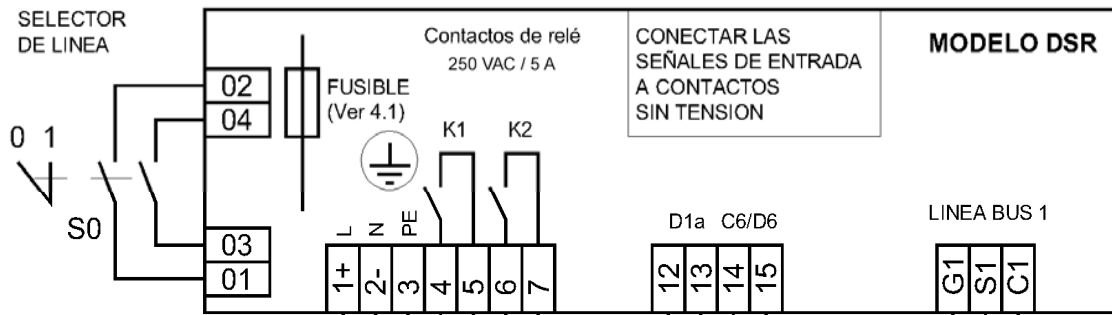 SELECTOR
DE LINEA
0 1
S0
02
04
03
01
FUSIBLE
(Ver 4.1)
Contactos de relé
250 VAC / 5 A
K1 K2
CONECTAR LAS
SEÑALES DE ENTRADA
A CONTACTOS
SIN TENSION
MODELO DSR
L N PE
1+ 2- 3 4 5 6 7
D1a C6/D6
12 13 14 15
LINEA BUS 1
G1 S1 C1